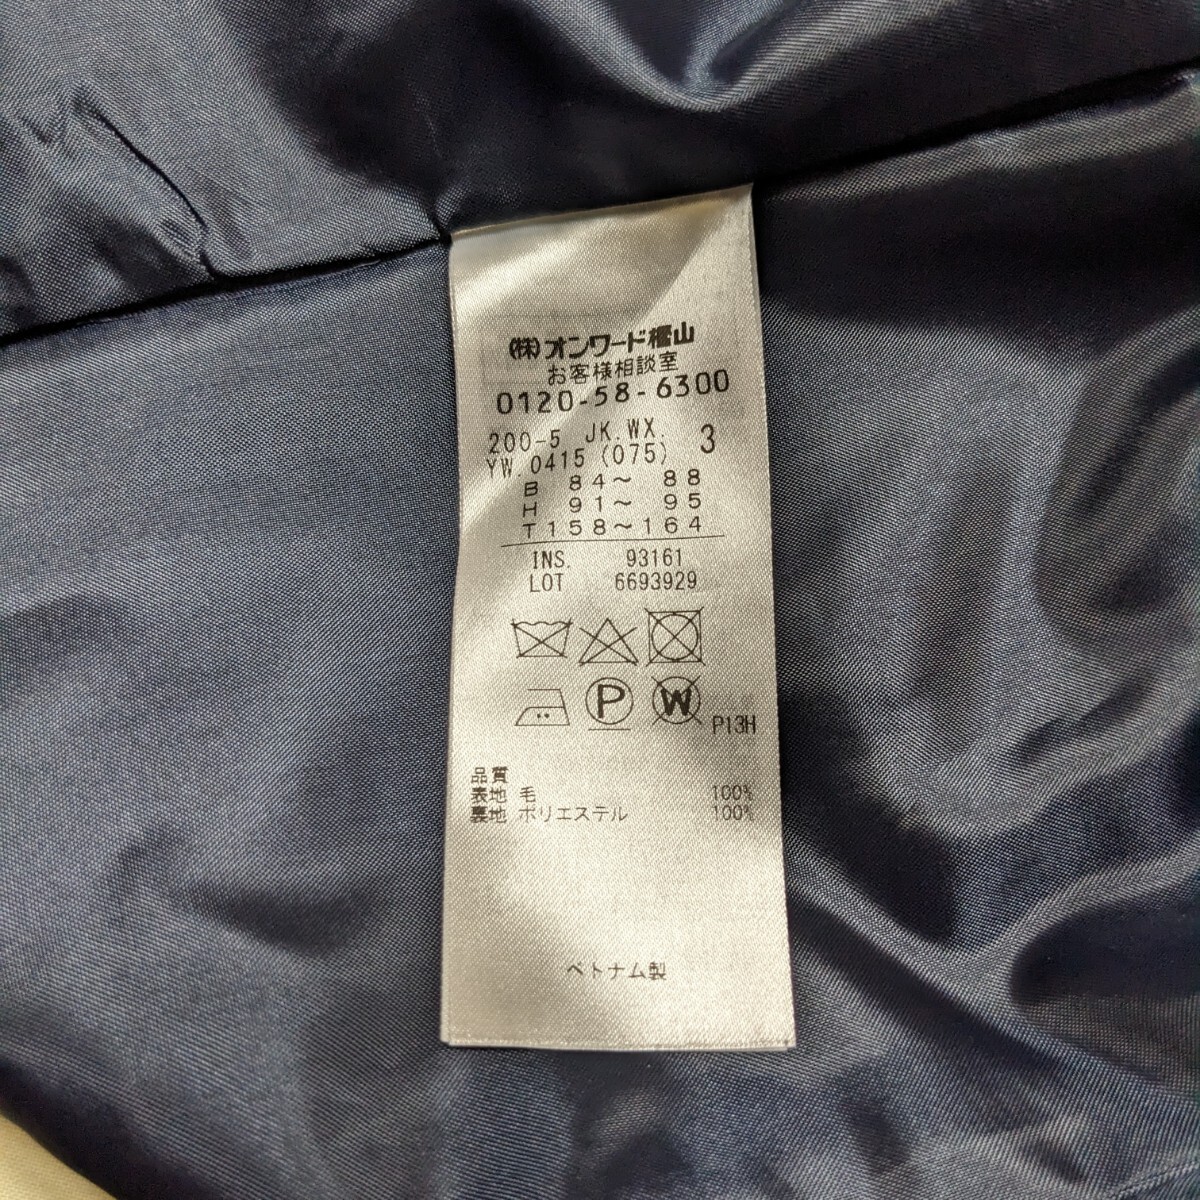 (株)オンワード樫山
お客様相談室
0120-58-6300
200-5 JK.WX. 3
YW.0415 (075)
B 84～ 88
H 91～ 95
T158～164
INS. 93161
LOT 6693929
P W P13H
品質
表地 毛 100%
裏地 ポリエステル 100%
ベトナム製